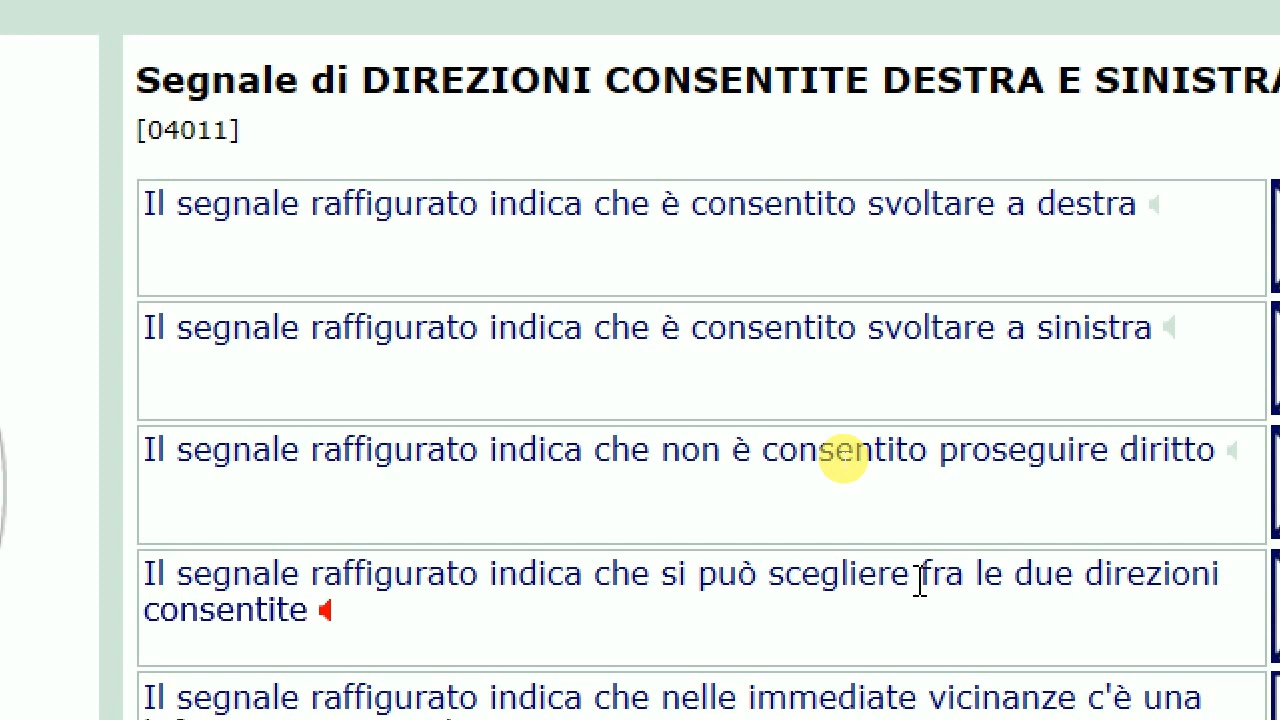 Segnale di DIREZIONI CONSENTITE DESTRA E SINISTRA
[04011]
Il segnale raffigurato indica che è consentito svoltare a destra
Il segnale raffigurato indica che è consentito svoltare a sinistra
Il segnale raffigurato indica che non è consentito proseguire diritto
Il segnale raffigurato indica che si può scegliere fra le due direzioni
consentite
Il segnale raffigurato indica che nelle immediate vicinanze c'è una